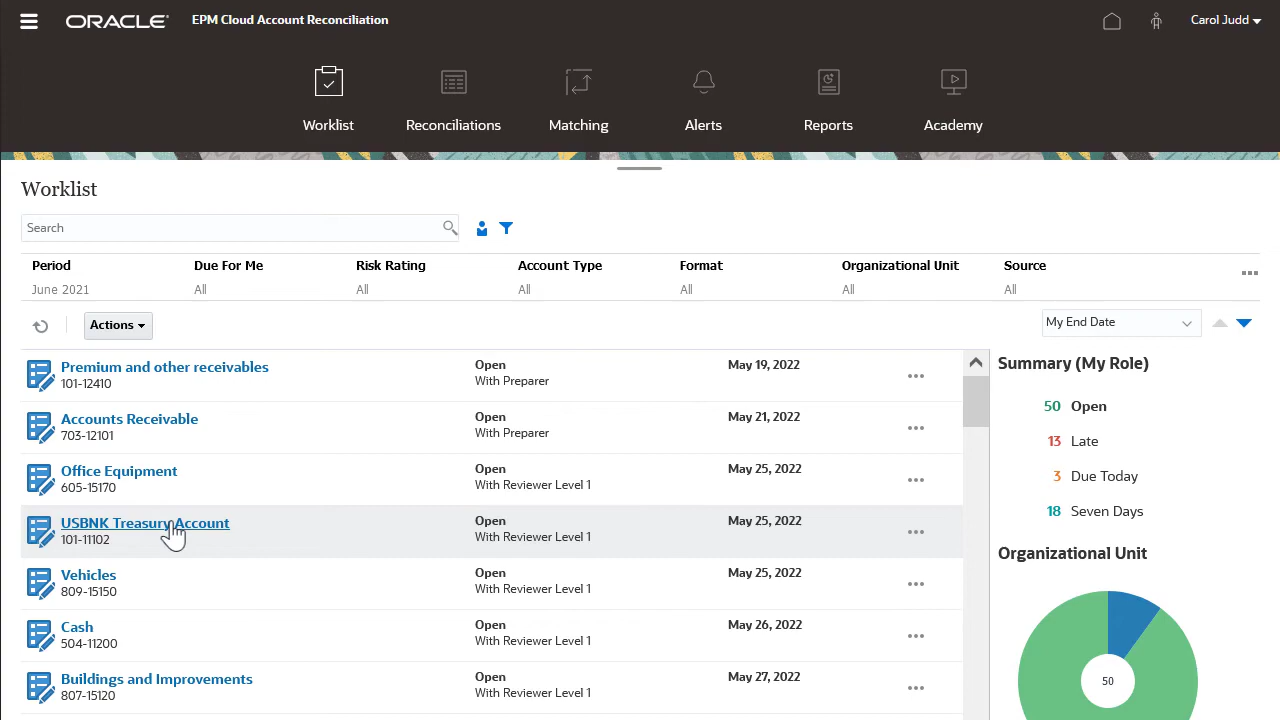 ORACLE EPM Cloud Account Reconciliation Carol Judd
Worklist Reconciliations Matching Alerts Reports Academy
Worklist
Search
Period Due For Me Risk Rating Account Type Format Organizational Unit Source
June 2021 All All All All All All
Actions My End Date
Premium and other receivables Open May 19, 2022
101-12410 With Preparer
Accounts Receivable Open May 21, 2022
703-12101 With Preparer
Office Equipment Open May 25, 2022
605-15170 With Reviewer Level 1
USBNK Treasury Account Open May 25, 2022
101-11102 With Reviewer Level 1
Vehicles Open May 25, 2022
809-15150 With Reviewer Level 1
Cash Open May 26, 2022
504-11200 With Reviewer Level 1
Buildings and Improvements Open May 27, 2022
807-15120 With Reviewer Level 1
Summary (My Role)
50 Open
13 Late
3 Due Today
18 Seven Days
Organizational Unit
50